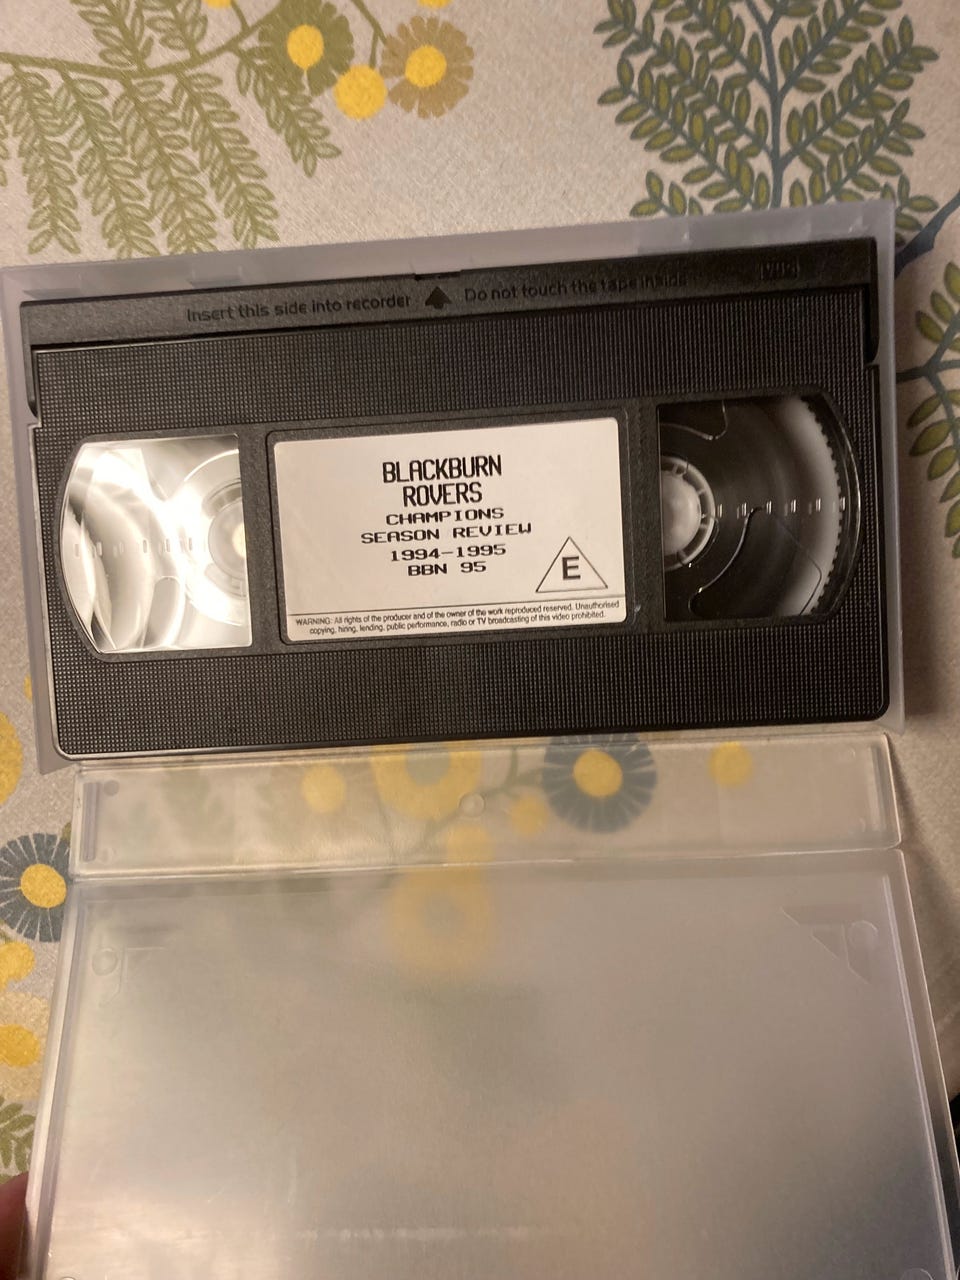 Insert this side into recorder Do not touch the tape inside
VHS
BLACKBURN
ROVERS
CHAMPIONS
SEASON REVIEW
1994-1995
BBN 95
E
WARNING: All rights of the producer and of the owner of the work reproduced reserved. Unauthorised
copying, hiring, lending, public performance, radio or TV broadcasting of this video prohibited.